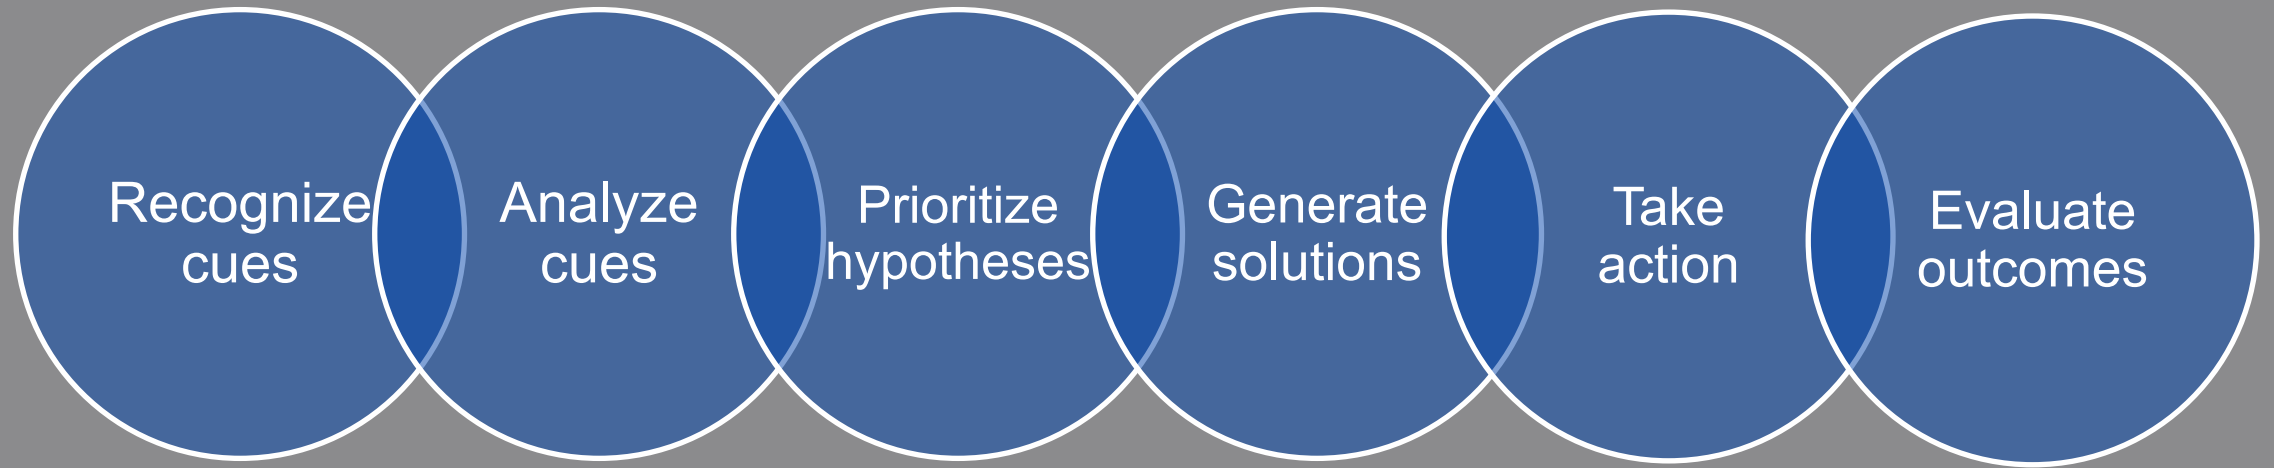 Recognize
cues
Analyze
cues
Prioritize
hypotheses
Generate
solutions
Take
action
Evaluate
outcomes